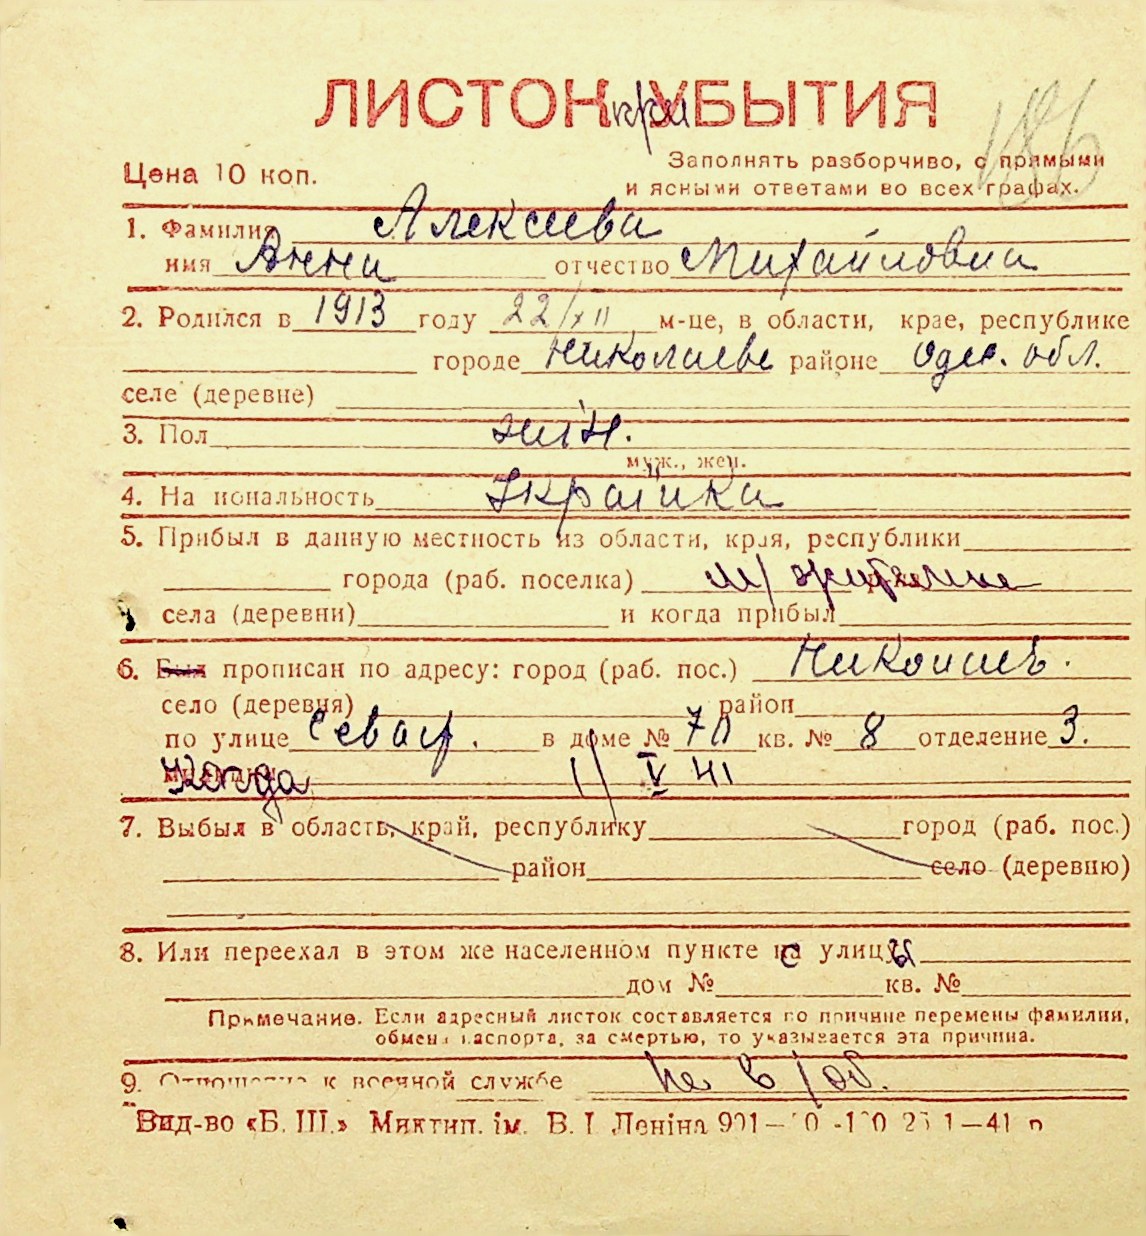 ЛИСТОК УБЫТИЯ
при
Цена 10 коп.
Заполнять разборчиво, с прямыми
и ясными ответами во всех графах.
1. Фамилия Алексеева
имя Анна отчество Михайловна
2. Родился в 1913 году 22/XII м-це, в области, крае, республике
городе Николаеве районе Одес. обл.
селе (деревне)
3. Пол жен.
муж., жен.
4. Национальность Українка
5. Прибыл в данную местность из области, края, республики
города (раб. поселка) м/жительница
села (деревни) и когда прибыл
6. Был прописан по адресу: город (раб. пос.) Николаев.
село (деревня) район
по улице Севаст. в доме № 70 кв. № 8 отделение 3.
Когда 1/V 41
7. Выбыл в область, край, республику город (раб. пос.)
район село (деревню)
8. Или переехал в этом же населенном пункте с улицы
дом № кв. №
Примечание. Если адресный листок составляется по причине перемены фамилии,
обмена паспорта, за смертью, то указывается эта причина.
9. Отношение к военной службе не в/об.
Вид-во «Б. Ш.» Миктип. ім. В. І Леніна